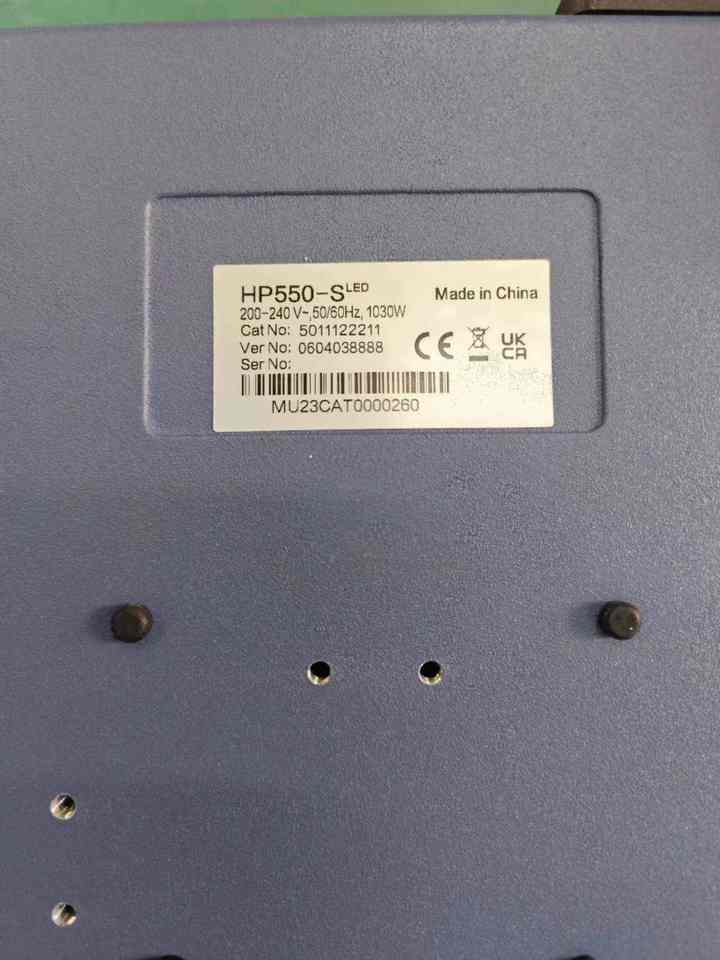 HP550-S LED
Made in China
200-240 V~,50/60Hz, 1030W
Cat No: 5011122211
Ver No: 0604038888
Ser No:
CE
UK
CA
MU23CAT0000260